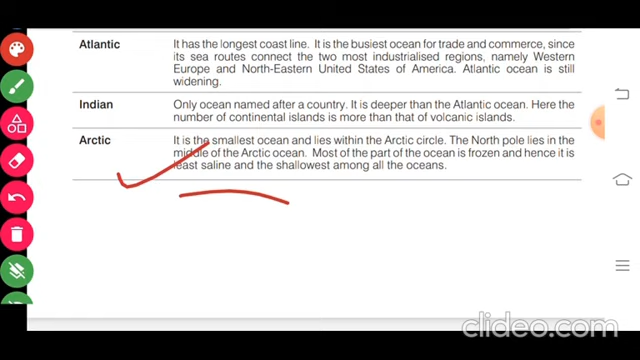 Atlantic It has the longest coast line. It is the busiest ocean for trade and commerce, since
its sea routes connect the two most industrialised regions, namely Western
Europe and North-Eastern United States of America. Atlantic ocean is still
widening.
Indian Only ocean named after a country. It is deeper than the Atlantic Ocean. Here the
number of continental islands is more than that of volcanic islands.
Arctic It is the smallest ocean and lies within the Arctic circle. The North pole lies in the
middle of the Arctic ocean. Most of the part of the ocean is frozen and hence it is
least saline and the shallowest among all the oceans.
clideo.com